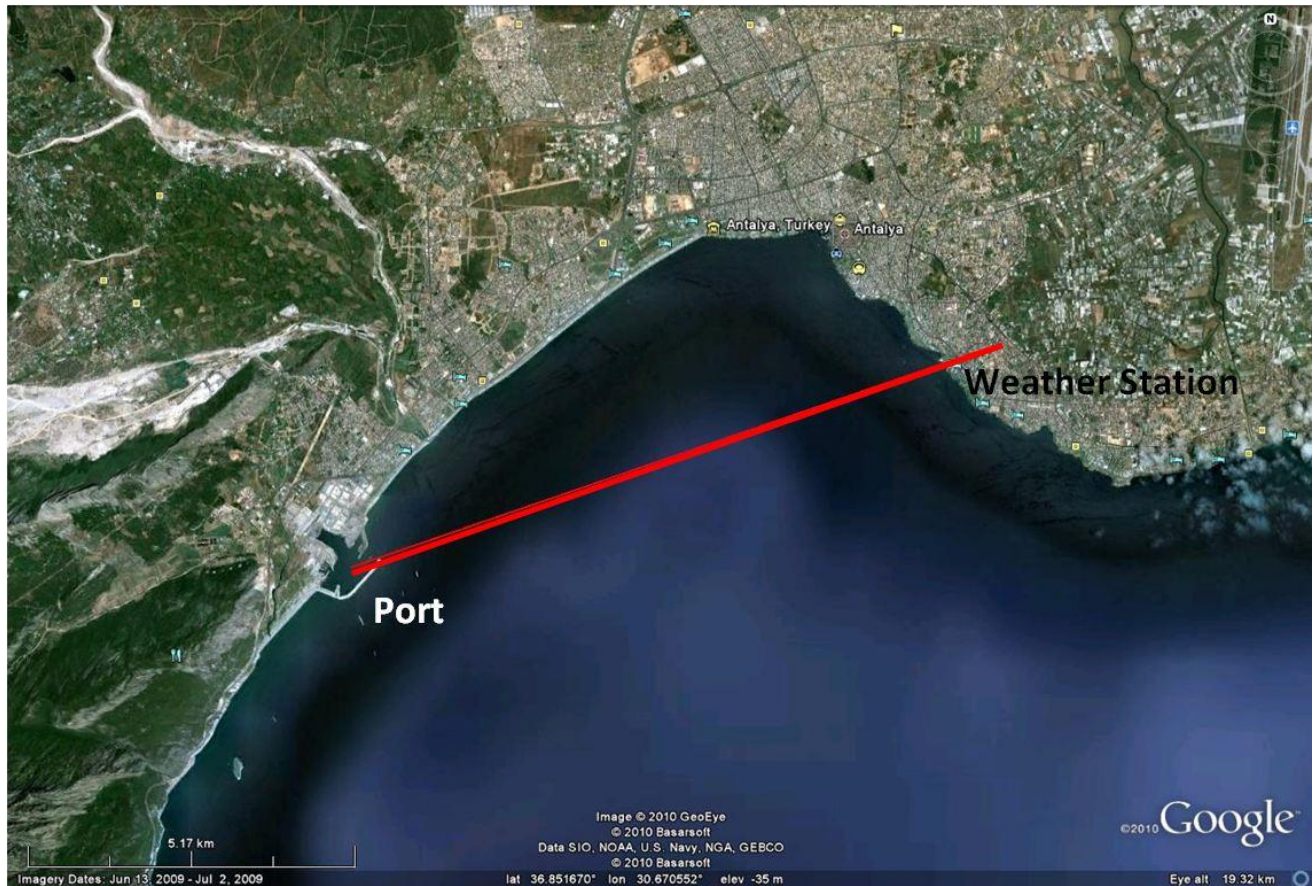 N
Antalya, Turkey
Antalya
Weather Station
Port
5.17 km
Image © 2010 GeoEye
© 2010 Basarsoft
Data SIO, NOAA, U.S. Navy, NGA, GEBCO
© 2010 Basarsoft
©2010 Google
Imagery Dates: Jun 13, 2009 - Jul 2, 2009
lat 36.851670° lon 30.670552° elev -35 m
Eye alt 19.32 km